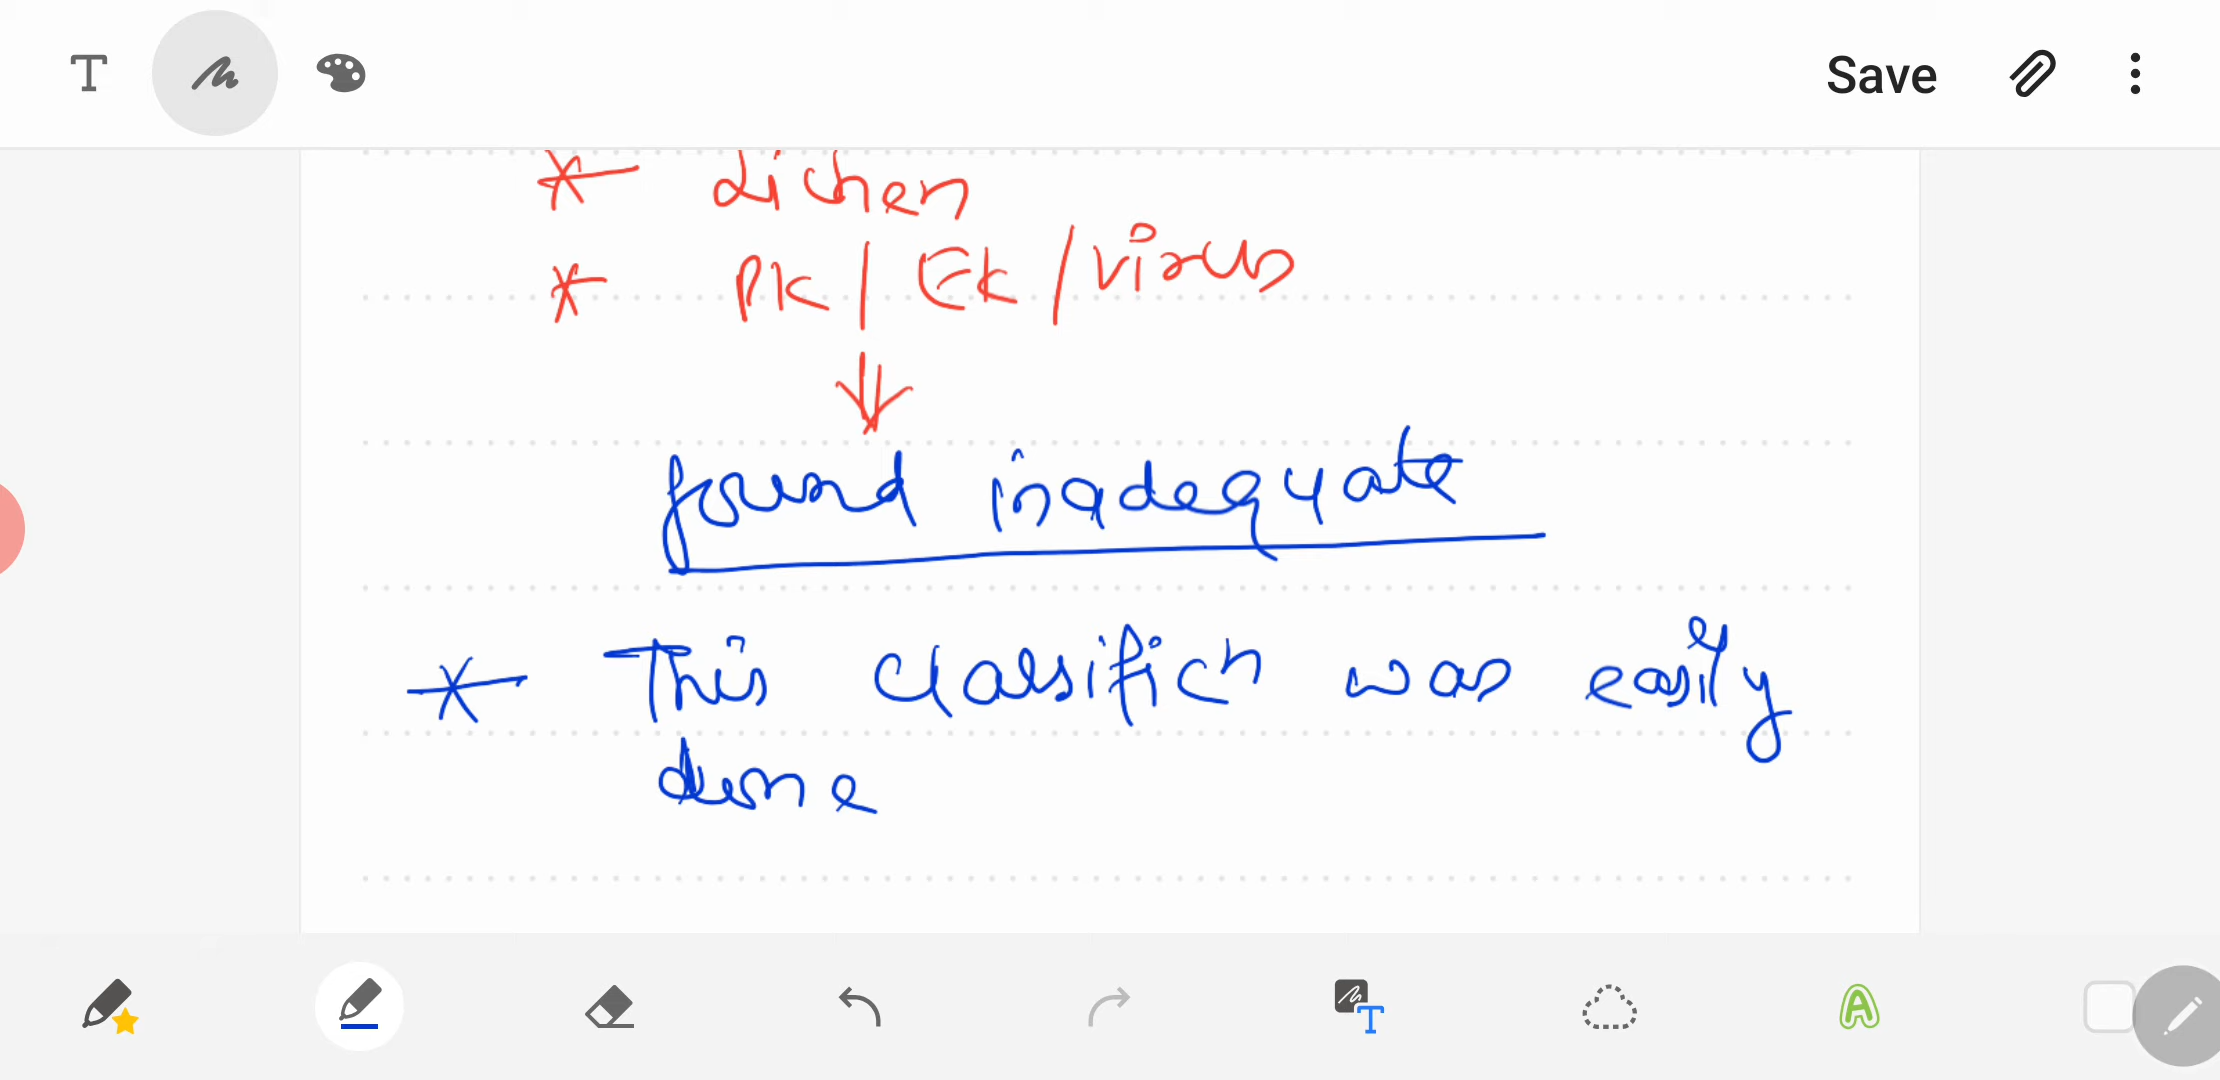 Save
* Lichen
* PK / EK / virus
found inadequate
* This classificn was easily
done